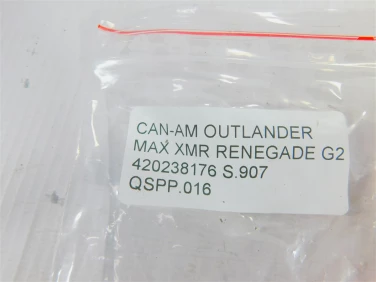 CAN-AM OUTLANDER
MAX XMR RENEGADE G2
420238176 S.907
QSPP.016